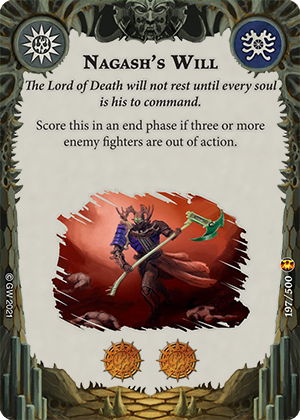 Nagash's Will
The Lord of Death will not rest until every soul
is his to command.
Score this in an end phase if three or more
enemy fighters are out of action.
© GW 2021
197/500